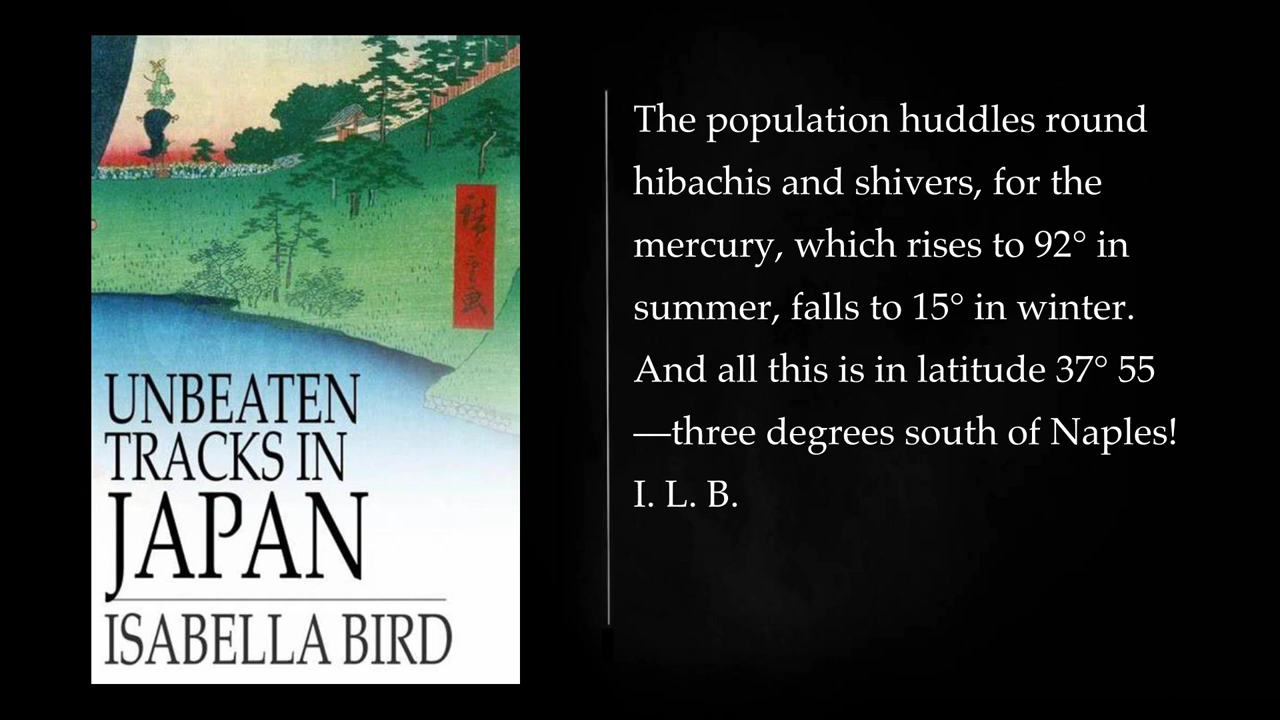 UNBEATEN
TRACKS IN
JAPAN
ISABELLA BIRD
The population huddles round
hibachis and shivers, for the
mercury, which rises to 92° in
summer, falls to 15° in winter.
And all this is in latitude 37° 55
—three degrees south of Naples!
I. L. B.